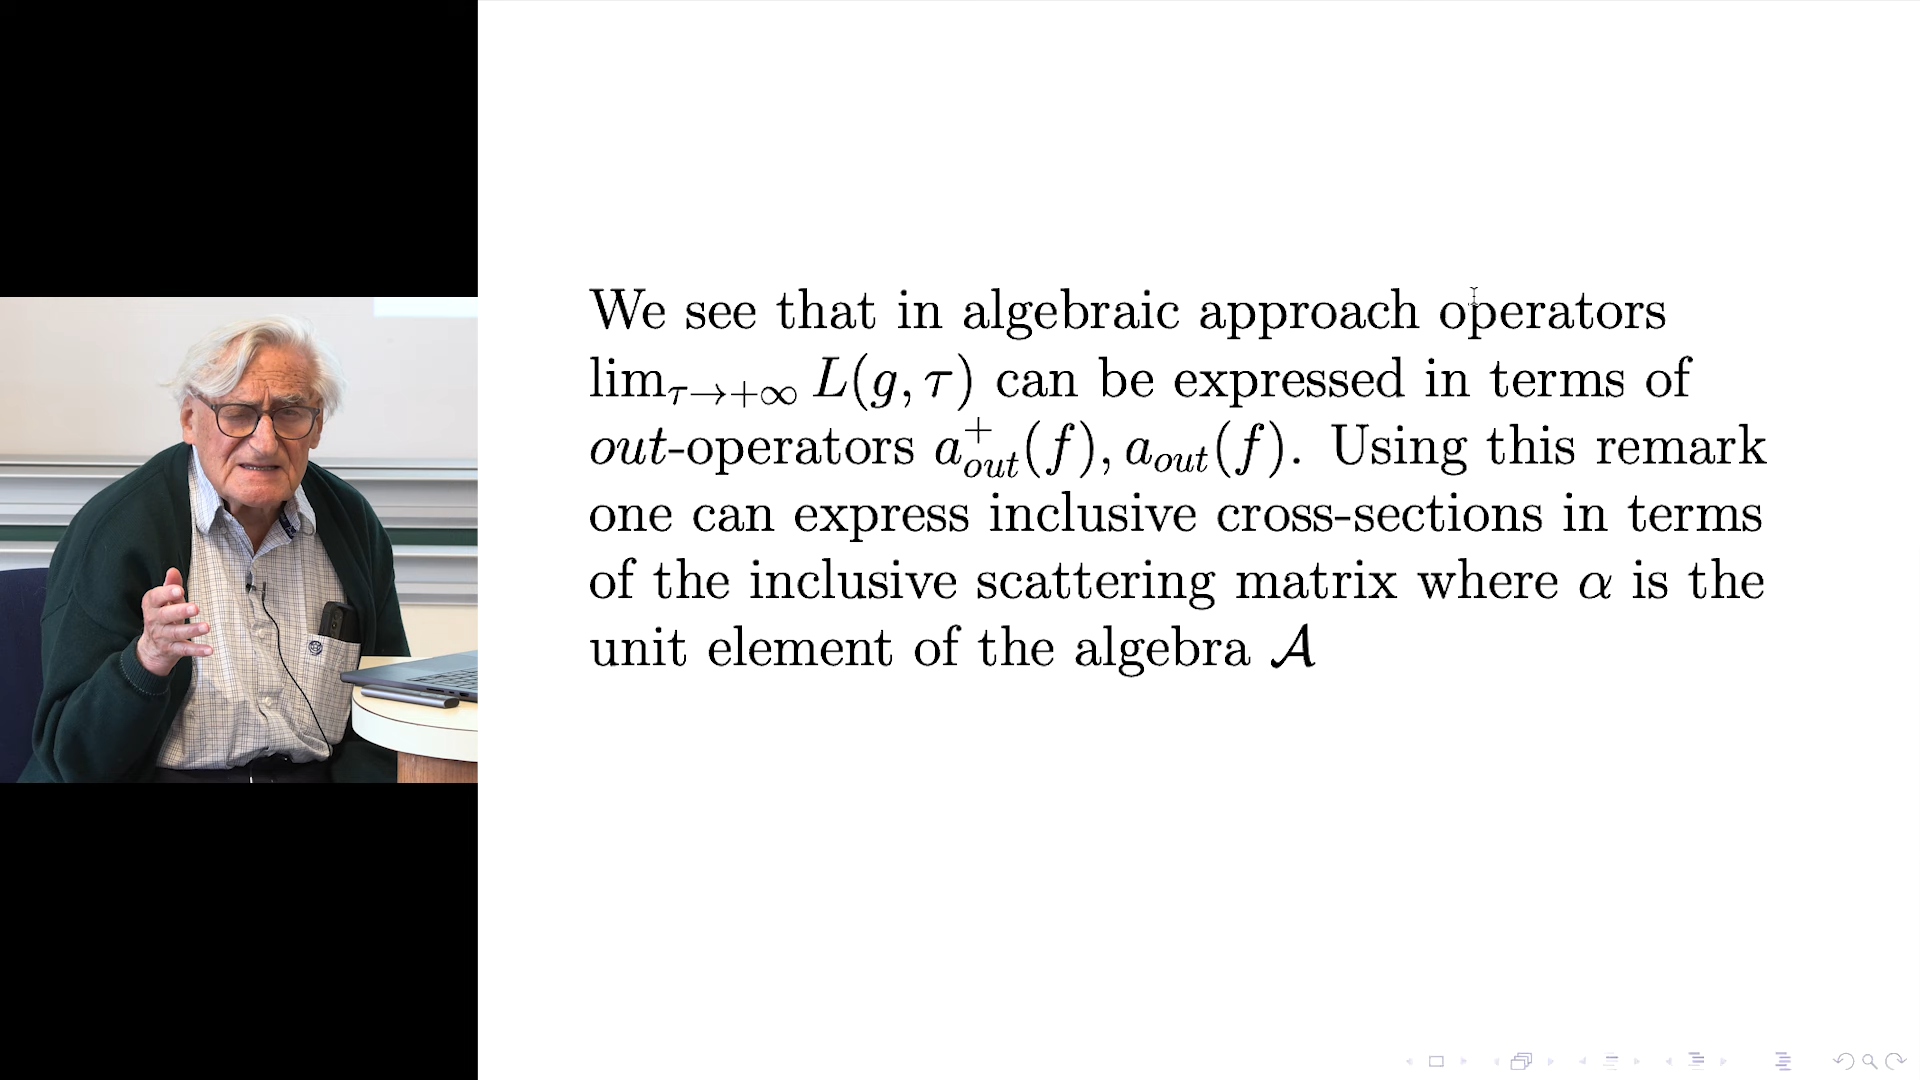 We see that in algebraic approach operators
lim_{τ→+∞} L(g, τ) can be expressed in terms of
out-operators a^+_{out}(f), a_{out}(f). Using this remark
one can express inclusive cross-sections in terms
of the inclusive scattering matrix where α is the
unit element of the algebra 𝒜